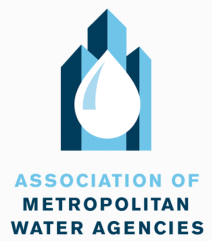 ASSOCIATION OF
METROPOLITAN
WATER AGENCIES